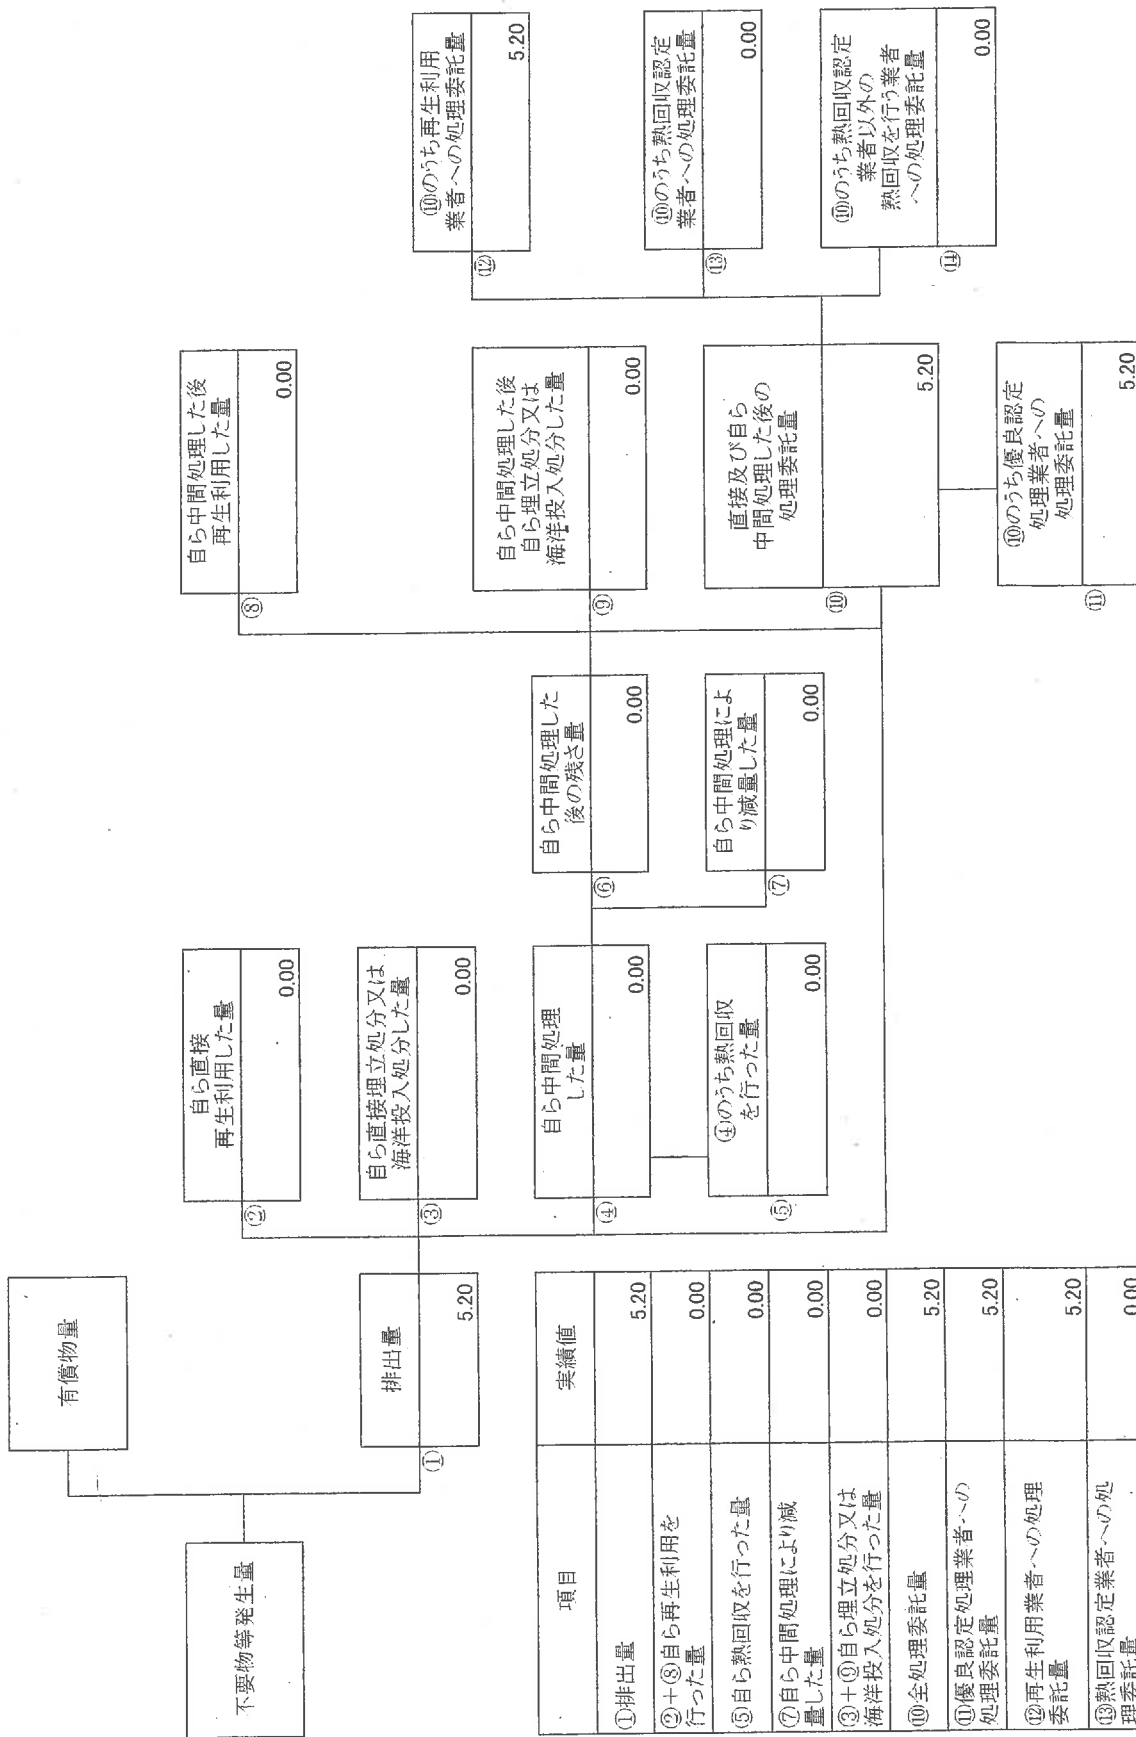 不要物等発生量
有償物量
①
排出量
5.20
②
自ら直接
再生利用した量
0.00
③
自ら直接埋立処分又は
海洋投入処分した量
0.00
④
自ら中間処理
した量
0.00
⑤
④のうち熱回収
を行った量
0.00
⑥
自ら中間処理した
後の残さ量
0.00
⑦
自ら中間処理によ
り減量した量
0.00
⑧
自ら中間処理した後
再生利用した量
0.00
⑨
自ら中間処理した後
自ら埋立処分又は
海洋投入処分した量
0.00
⑩
直接及び自ら
中間処理した後の
処理委託量
5.20
⑪
⑩のうち優良認定
処理業者への
処理委託量
5.20
⑫
⑩のうち再生利用
業者への処理委託量
5.20
⑬
⑩のうち熱回収認定
業者への処理委託量
0.00
⑭
⑩のうち熱回収認定
業者以外の
熱回収を行う業者
への処理委託量
0.00
項目 実績値
①排出量 5.20
②+⑧自ら再生利用を
行った量 0.00
⑤自ら熱回収を行った量 0.00
⑦自ら中間処理により減
量した量 0.00
③+⑨自ら埋立処分又は
海洋投入処分を行った量 0.00
⑩全処理委託量 5.20
⑪優良認定処理業者への
処理委託量 5.20
⑫再生利用業者への処理
委託量 5.20
⑬熱回収認定業者への処
理委託量 0.00